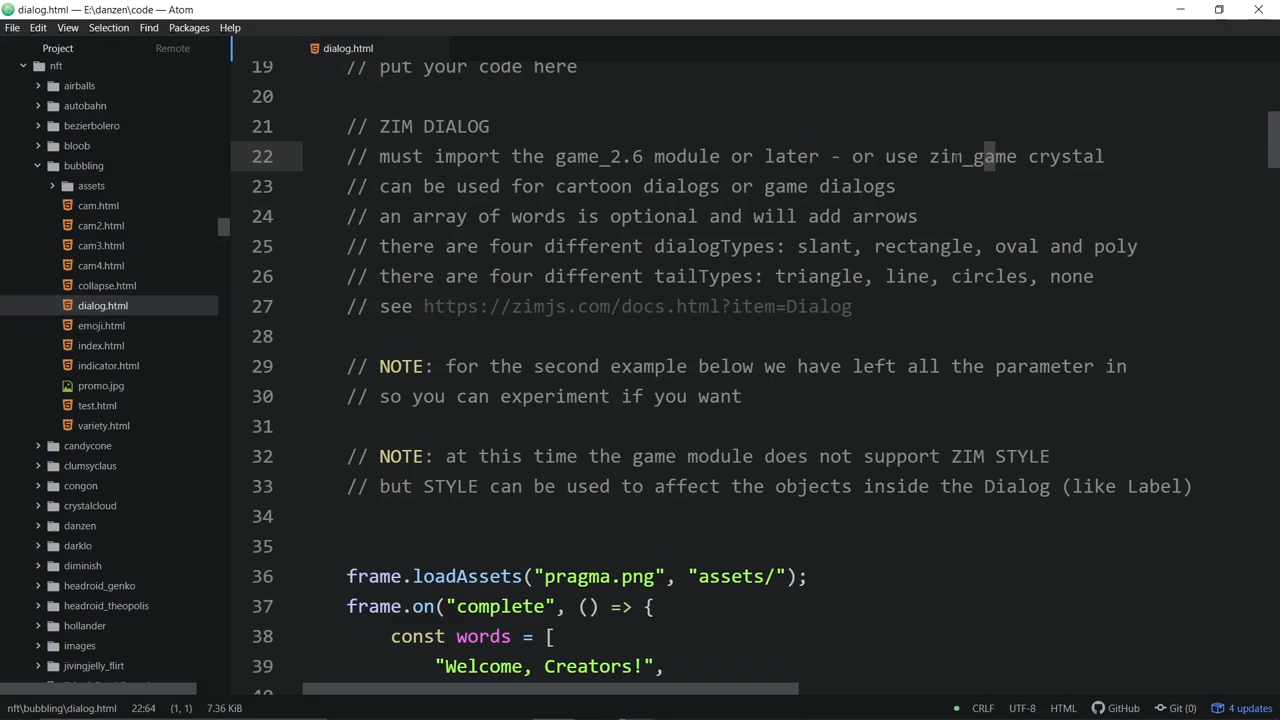 dialog.html — E:\danzen\code — Atom
File Edit View Selection Find Packages Help
Project Remote
dialog.html
nft
airballs
autobahn
bezierbolero
bloob
bubbling
assets
cam.html
cam2.html
cam3.html
cam4.html
collapse.html
dialog.html
emoji.html
index.html
indicator.html
promo.jpg
test.html
variety.html
candycone
clumsyclaus
congon
crystalcloud
danzen
darklo
diminish
headroid_genko
headroid_theopolis
hollander
images
jivingjelly_flirt
19 // put your code here
20
21 // ZIM DIALOG
22 // must import the game_2.6 module or later - or use zim_game crystal
23 // can be used for cartoon dialogs or game dialogs
24 // an array of words is optional and will add arrows
25 // there are four different dialogTypes: slant, rectangle, oval and poly
26 // there are four different tailTypes: triangle, line, circles, none
27 // see https://zimjs.com/docs.html?item=Dialog
28
29 // NOTE: for the second example below we have left all the parameter in
30 // so you can experiment if you want
31
32 // NOTE: at this time the game module does not support ZIM STYLE
33 // but STYLE can be used to affect the objects inside the Dialog (like Label)
34
35
36 frame.loadAssets("pragma.png", "assets/");
37 frame.on("complete", () => {
38 const words = [
39 "Welcome, Creators!",
nft\bubbling\dialog.html 22:64 (1, 1) 7.36 KiB CRLF UTF-8 HTML GitHub Git (0) 4 updates